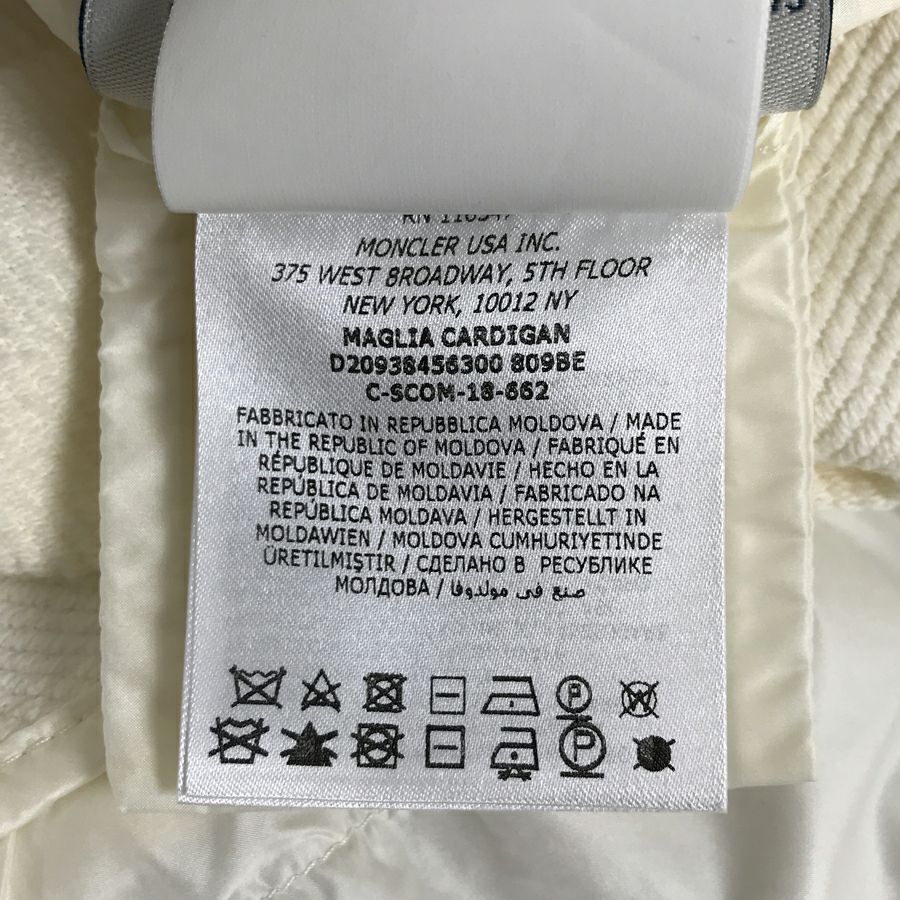 MONCLER USA INC.
375 WEST BROADWAY, 5TH FLOOR
NEW YORK, 10012 NY
MAGLIA CARDIGAN
D20938456300 809BE
C-SCOM-18-662
FABBRICATO IN REPUBBLICA MOLDOVA / MADE
IN THE REPUBLIC OF MOLDOVA / FABRIQUÉ EN
RÉPUBLIQUE DE MOLDAVIE / HECHO EN LA
REPÚBLICA DE MOLDAVIA / FABRICADO NA
REPÚBLICA MOLDAVA / HERGESTELLT IN
MOLDAWIEN / MOLDOVA CUMHURIYETINDE
ÜRETILMIŞTIR / СДЕЛАНО В РЕСУБЛИКЕ
МОЛДОВА / صنع في مولدوفا
P
P